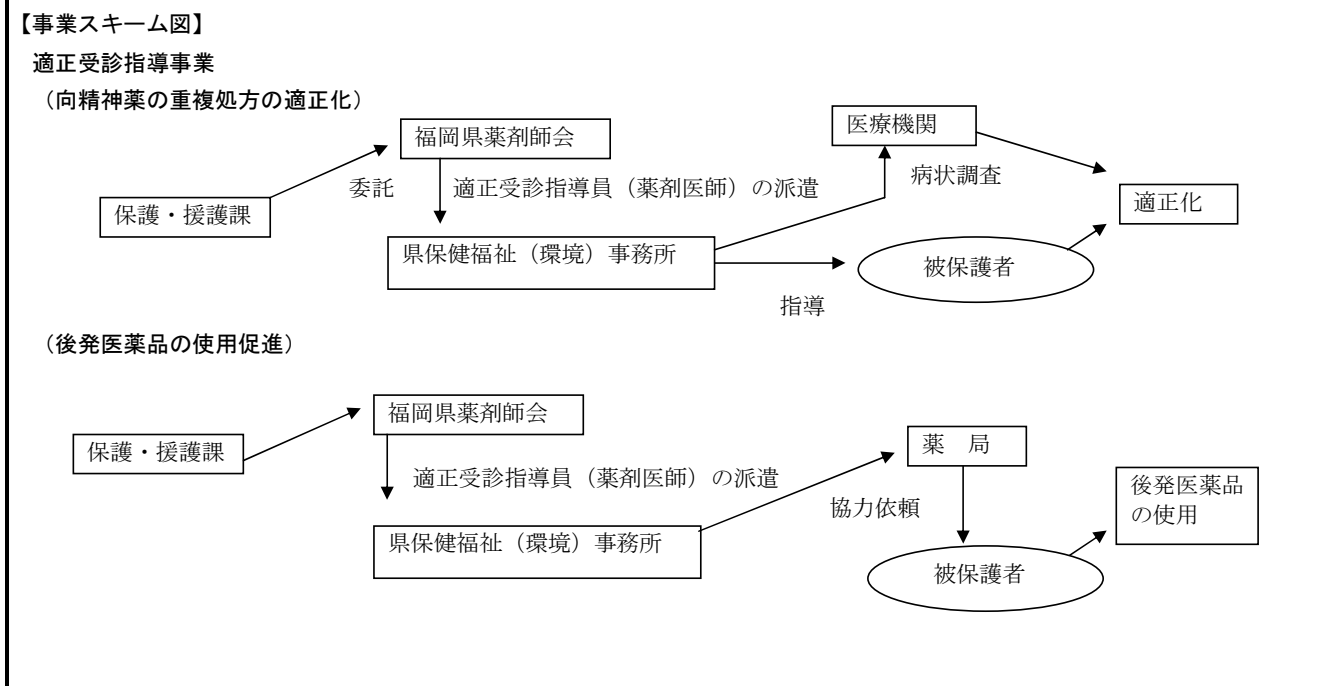 【事業スキーム図】
適正受診指導事業
（向精神薬の重複処方の適正化）
福岡県薬剤師会
医療機関
委託
適正受診指導員（薬剤医師）の派遣
病状調査
保護・援護課
適正化
県保健福祉（環境）事務所
被保護者
指導
（後発医薬品の使用促進）
福岡県薬剤師会
保護・援護課
薬　局
適正受診指導員（薬剤医師）の派遣
後発医薬品
の使用
協力依頼
県保健福祉（環境）事務所
被保護者